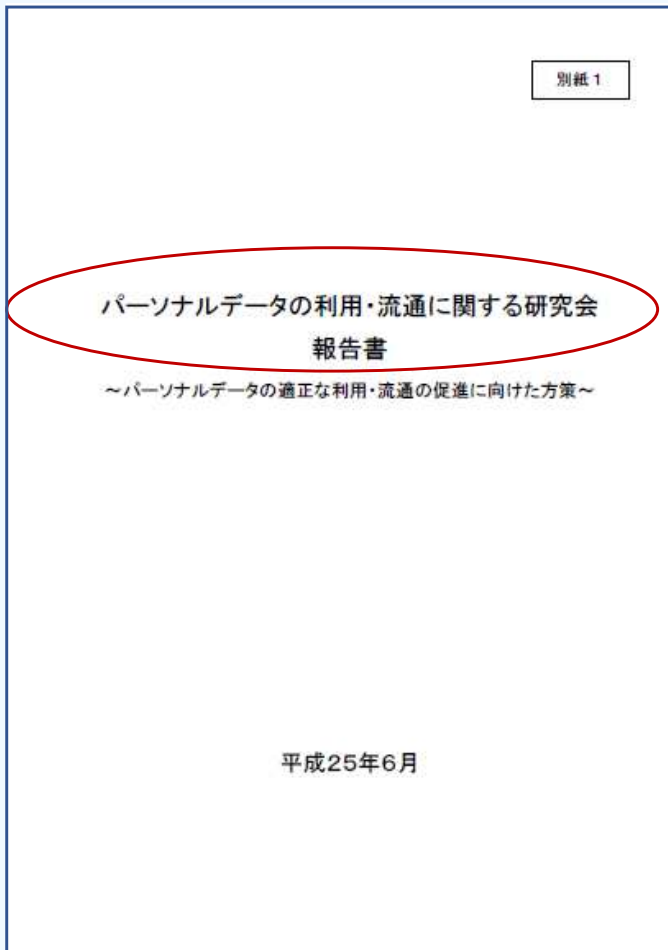 別紙1
パーソナルデータの利用・流通に関する研究会
報告書
～パーソナルデータの適正な利用・流通の促進に向けた方策～
平成25年6月